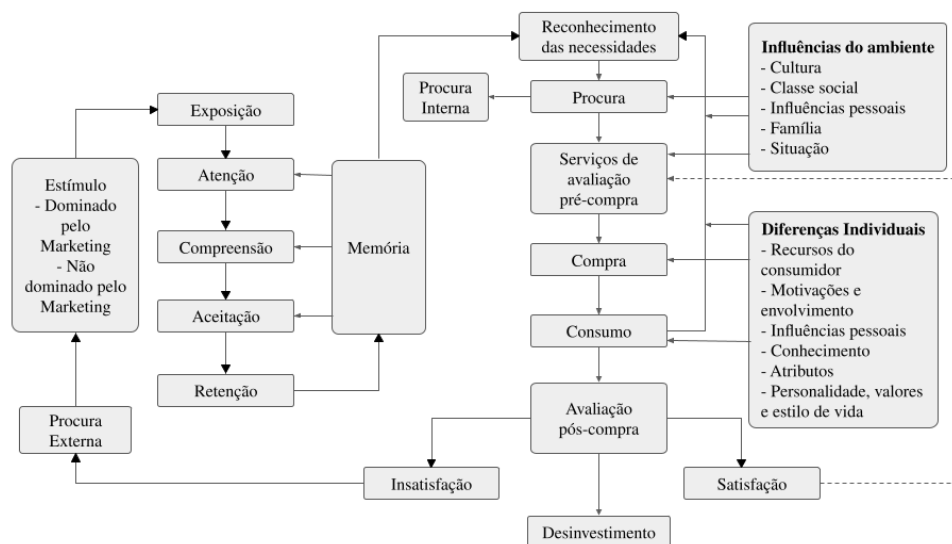 Reconhecimento
das necessidades
Procura
Interna
Procura
Serviços de
avaliação
pré-compra
Compra
Consumo
Avaliação
pós-compra
Insatisfação
Satisfação
Desinvestimento
Exposição
Atenção
Compreensão
Aceitação
Retenção
Memória
Estímulo
- Dominado
pelo
Marketing
- Não
dominado pelo
Marketing
Procura
Externa
Influências do ambiente
- Cultura
- Classe social
- Influências pessoais
- Família
- Situação
Diferenças Individuais
- Recursos do
consumidor
- Motivações e
envolvimento
- Influências pessoais
- Conhecimento
- Atributos
- Personalidade, valores
e estilo de vida